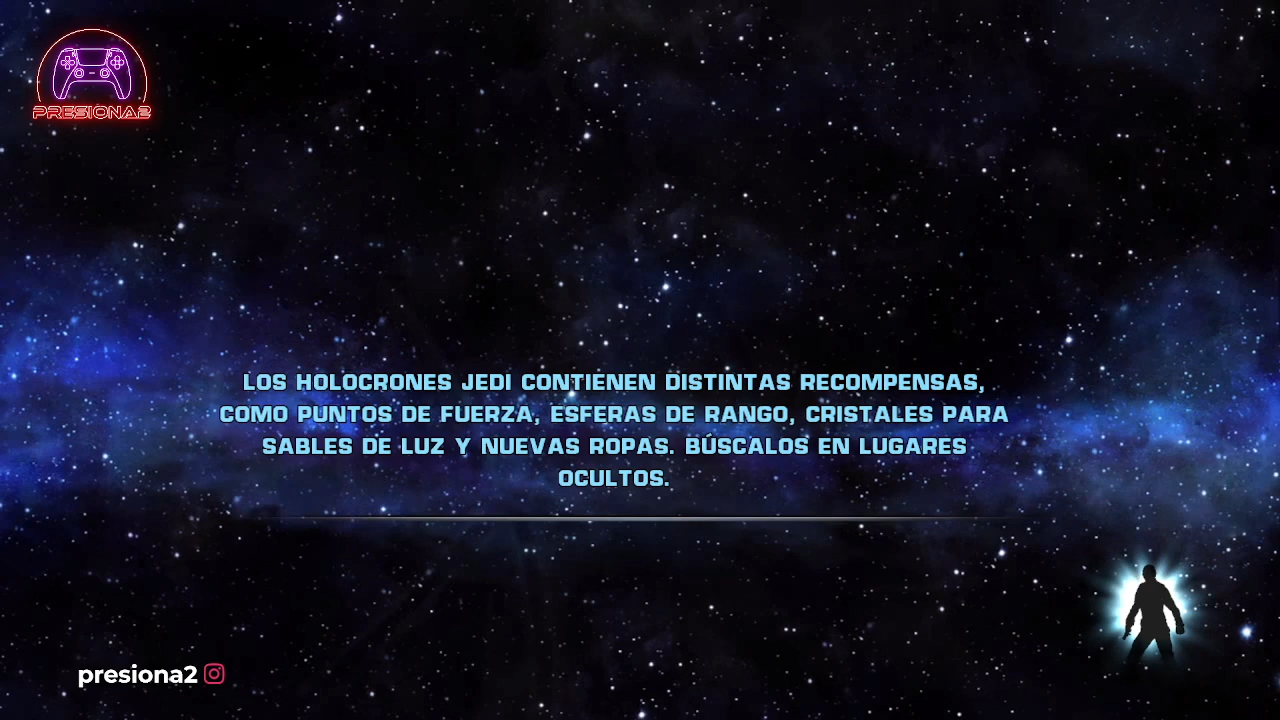 PRESIONA2
LOS HOLOCRONES JEDI CONTIENEN DISTINTAS RECOMPENSAS,
COMO PUNTOS DE FUERZA, ESFERAS DE RANGO, CRISTALES PARA
SABLES DE LUZ Y NUEVAS ROPAS. BÚSCALOS EN LUGARES
OCULTOS.
presiona2